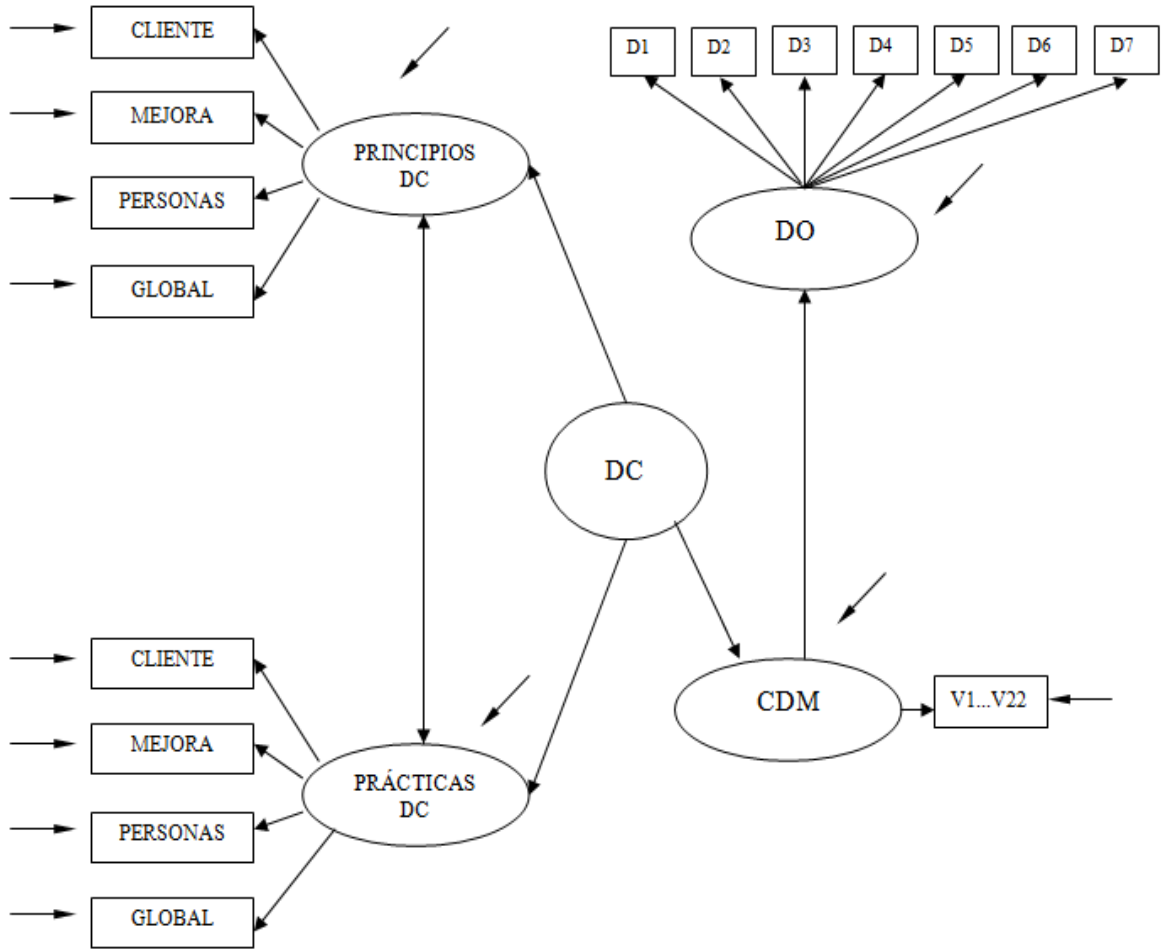 CLIENTE
MEJORA
PERSONAS
GLOBAL
PRINCIPIOS
DC
D1
D2
D3
D4
D5
D6
D7
DO
DC
CLIENTE
MEJORA
PERSONAS
GLOBAL
PRÁCTICAS
DC
CDM
V1...V22